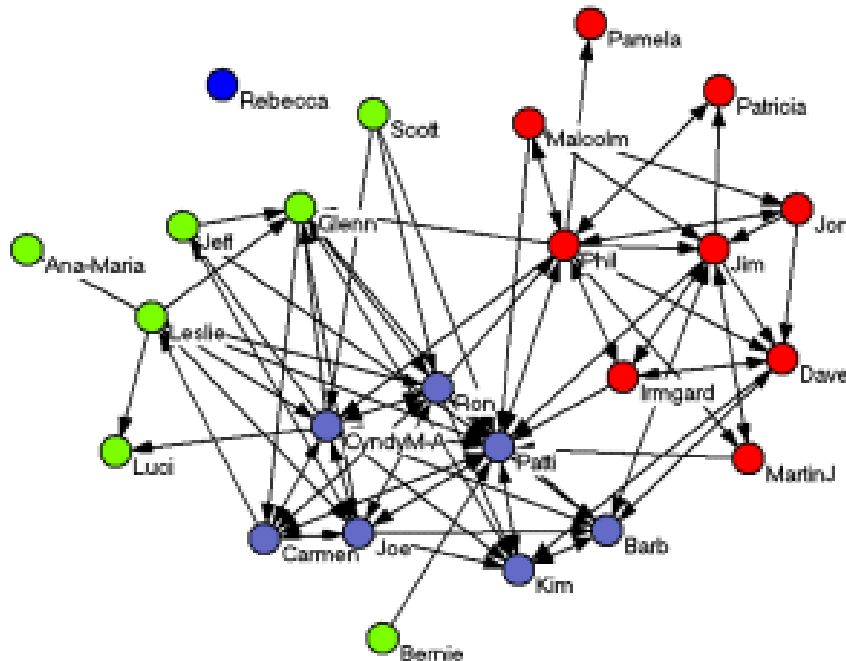 Pamela
Rebecca
Patricia
Scott
Malcolm
Glenn
Jeff
Jon
Phil
Jim
Ana-Maria
Leslie
Dave
Irmgard
Ron
CyndyM-A
Patti
Luci
MartinJ
Carmen
Joe
Barb
Kim
Bernie